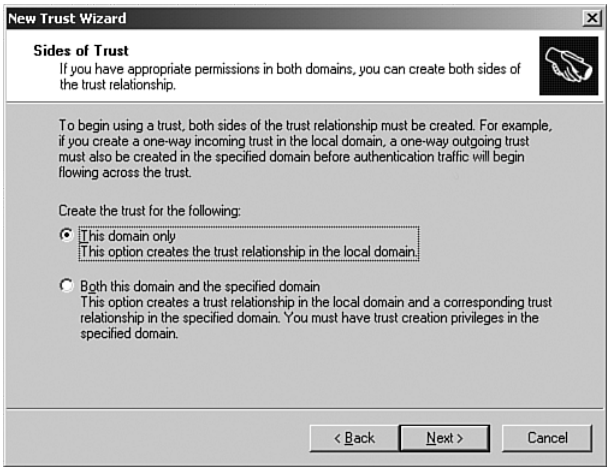 New Trust Wizard
Sides of Trust
If you have appropriate permissions in both domains, you can create both sides of
the trust relationship.
To begin using a trust, both sides of the trust relationship must be created. For example,
if you create a one-way incoming trust in the local domain, a one-way outgoing trust
must also be created in the specified domain before authentication traffic will begin
flowing across the trust.
Create the trust for the following:
This domain only
This option creates the trust relationship in the local domain.
Both this domain and the specified domain
This option creates a trust relationship in the local domain and a corresponding trust
relationship in the specified domain. You must have trust creation privileges in the
specified domain.
< Back Next > Cancel